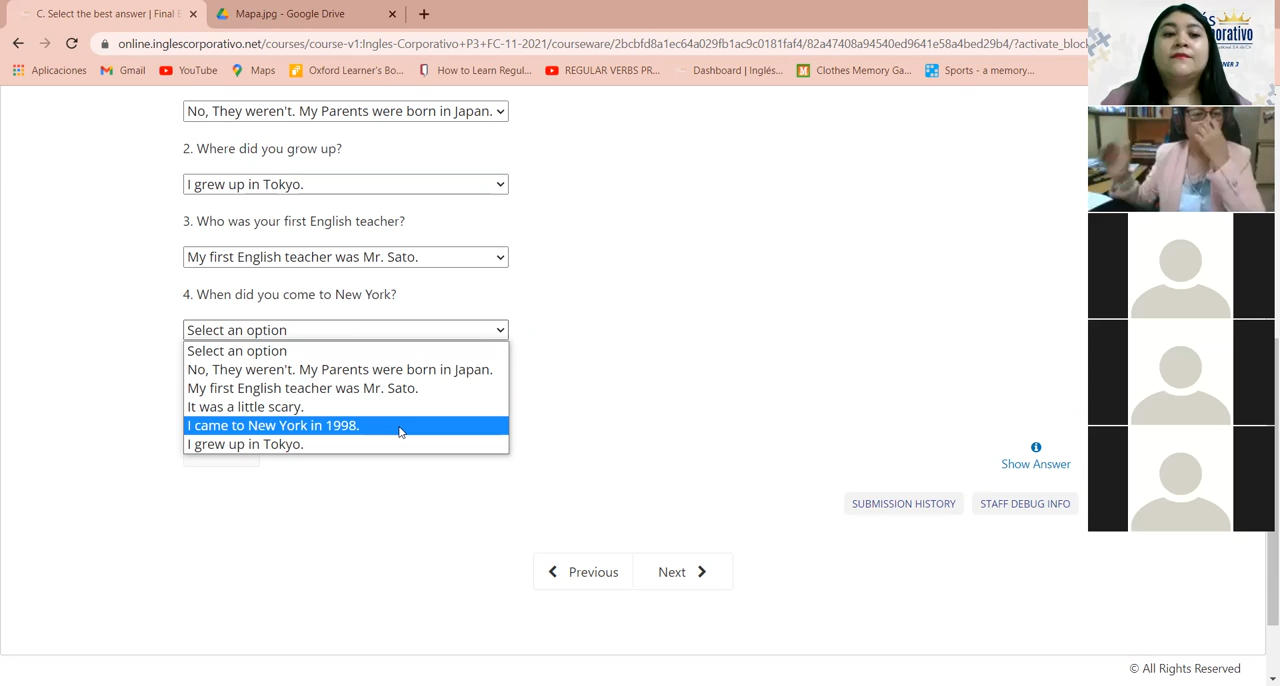 C. Select the best answer | Final E
Mapa.jpg - Google Drive
online.inglescorporativo.net/courses/course-v1:Ingles-Corporativo+P3+FC-11-2021/courseware/2bcbfd8a1ec64a029fb1ac9c0181faf4/82a47408a94540ed9641e58a4bed29b4/?activate_block
Aplicaciones
Gmail
YouTube
Maps
Oxford Learner's Bo...
How to Learn Regul...
REGULAR VERBS PR...
Dashboard | Inglés...
Clothes Memory Ga...
Sports - a memory...
No, They weren't. My Parents were born in Japan.
2. Where did you grow up?
I grew up in Tokyo.
3. Who was your first English teacher?
My first English teacher was Mr. Sato.
4. When did you come to New York?
Select an option
Select an option
No, They weren't. My Parents were born in Japan.
My first English teacher was Mr. Sato.
It was a little scary.
I came to New York in 1998.
I grew up in Tokyo.
Show Answer
SUBMISSION HISTORY
STAFF DEBUG INFO
Previous
Next
© All Rights Reserved